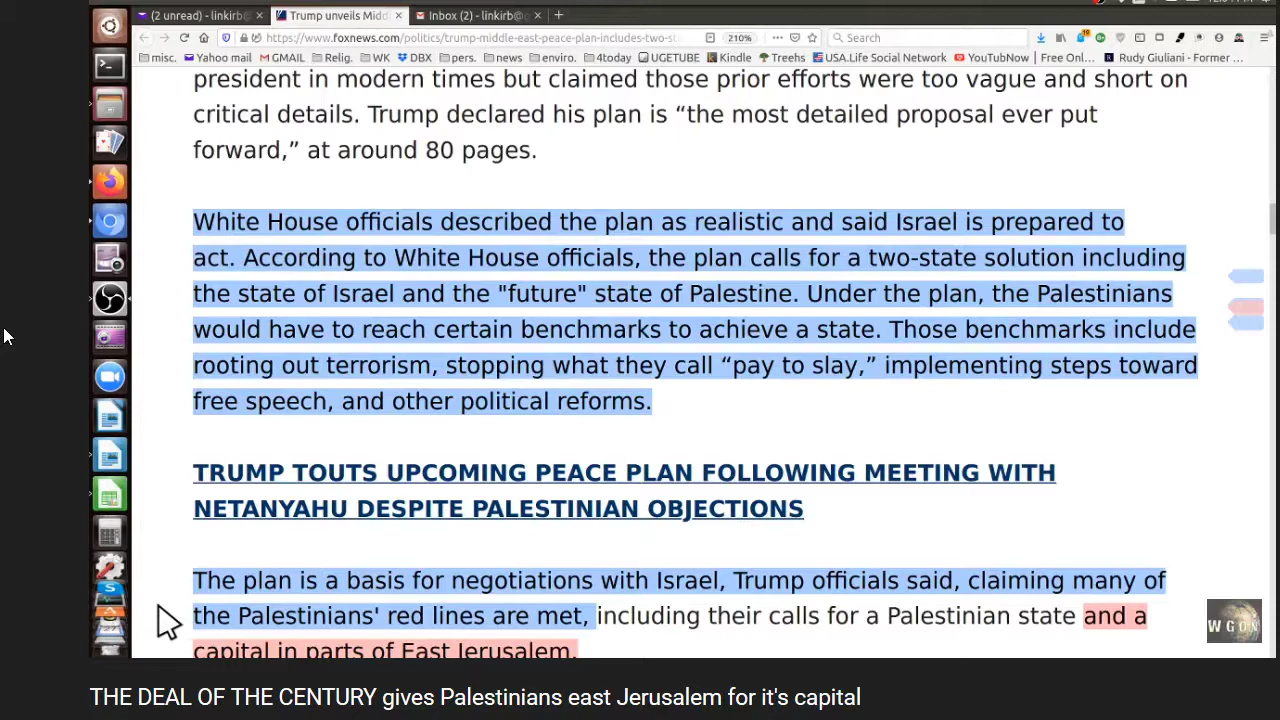 (2 unread) - linkirb@
Trump unveils Midd
Inbox (2) - linkirb@
https://www.foxnews.com/politics/trump-middle-east-peace-plan-includes-two-st
210%
Search
misc.
Yahoo mail
GMAIL
Relig.
WK
DBX
pers.
news
enviro.
4today
UGETUBE
Kindle
Treehs
USA.Life Social Network
YouTubNow | Free Onl...
Rudy Giuliani - Former ...
president in modern times but claimed those prior efforts were too vague and short on
critical details. Trump declared his plan is “the most detailed proposal ever put
forward,” at around 80 pages.
White House officials described the plan as realistic and said Israel is prepared to
act. According to White House officials, the plan calls for a two-state solution including
the state of Israel and the "future" state of Palestine. Under the plan, the Palestinians
would have to reach certain benchmarks to achieve a state. Those benchmarks include
rooting out terrorism, stopping what they call “pay to slay,” implementing steps toward
free speech, and other political reforms.
TRUMP TOUTS UPCOMING PEACE PLAN FOLLOWING MEETING WITH
NETANYAHU DESPITE PALESTINIAN OBJECTIONS
The plan is a basis for negotiations with Israel, Trump officials said, claiming many of
the Palestinians' red lines are met, including their calls for a Palestinian state and a
capital in parts of East Jerusalem.
W G O N
THE DEAL OF THE CENTURY gives Palestinians east Jerusalem for it's capital